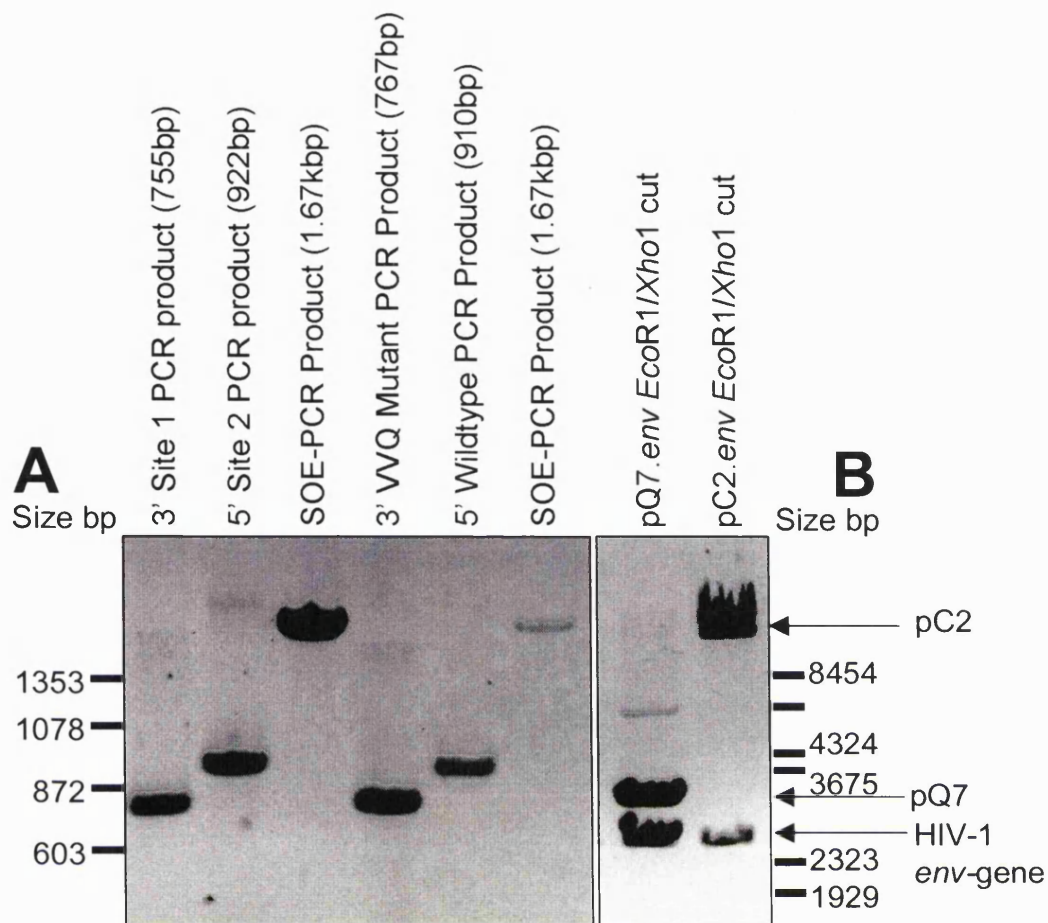 A
Size bp
3' Site 1 PCR product (755bp)
5' Site 2 PCR product (922bp)
SOE-PCR Product (1.67kbp)
3' VVQ Mutant PCR Product (767bp)
5' Wildtype PCR Product (910bp)
SOE-PCR Product (1.67kbp)
1353
1078
872
603
pQ7.env EcoR1/Xho1 cut
pC2.env EcoR1/Xho1 cut
B
Size bp
pC2
8454
4324
3675
pQ7
HIV-1
env-gene
2323
1929